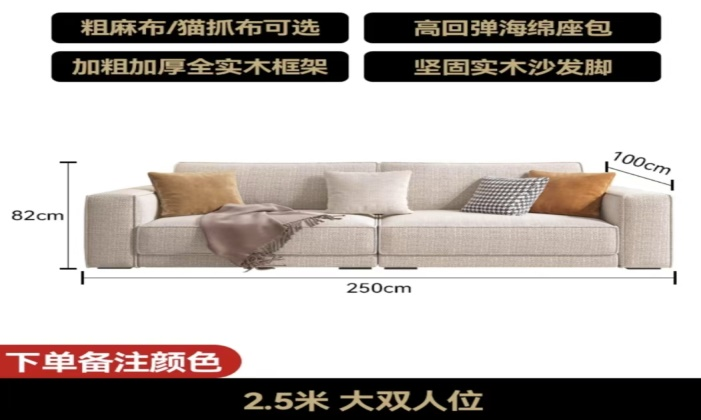 粗麻布/猫抓布可选
高回弹海绵座包
加粗加厚全实木框架
坚固实木沙发脚
100cm
82cm
250cm
下单备注颜色
2.5米 大双人位